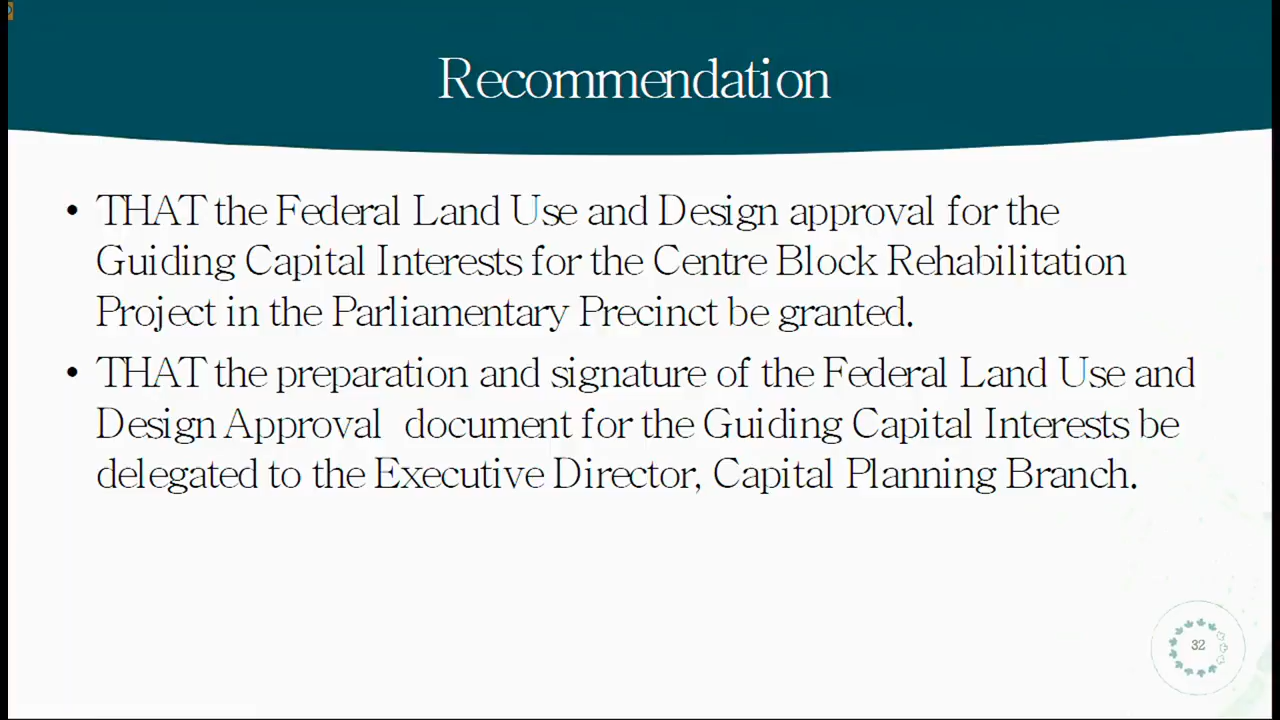 Recommendation
• THAT the Federal Land Use and Design approval for the
Guiding Capital Interests for the Centre Block Rehabilitation
Project in the Parliamentary Precinct be granted.
• THAT the preparation and signature of the Federal Land Use and
Design Approval  document for the Guiding Capital Interests be
delegated to the Executive Director, Capital Planning Branch.
32